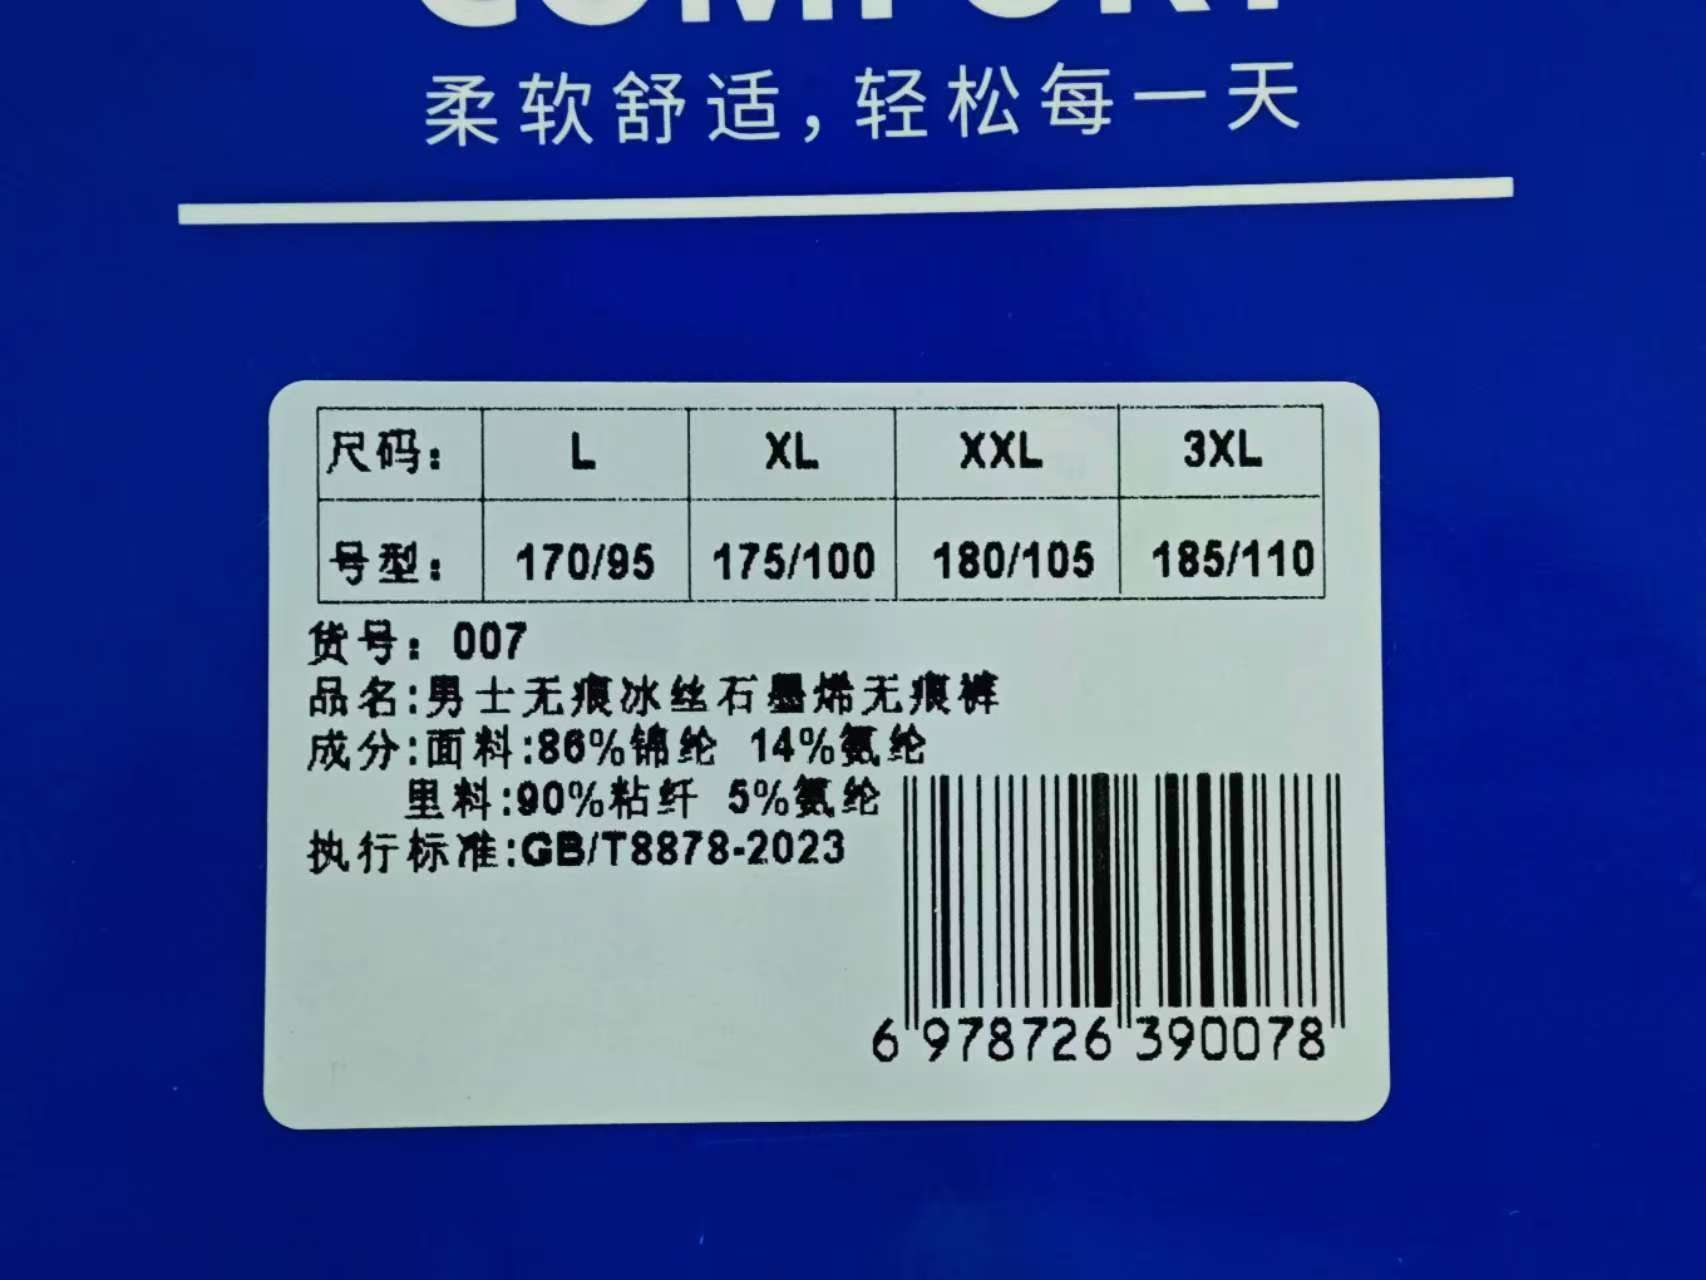 COMFORT
柔软舒适，轻松每一天
尺码： L XL XXL 3XL
号型： 170/95 175/100 180/105 185/110
货号：007
品名:男士无痕冰丝石墨烯无痕裤
成分:面料:86%锦纶 14%氨纶
里料:90%粘纤 5%氨纶
执行标准:GB/T8878-2023
6 978726 390078